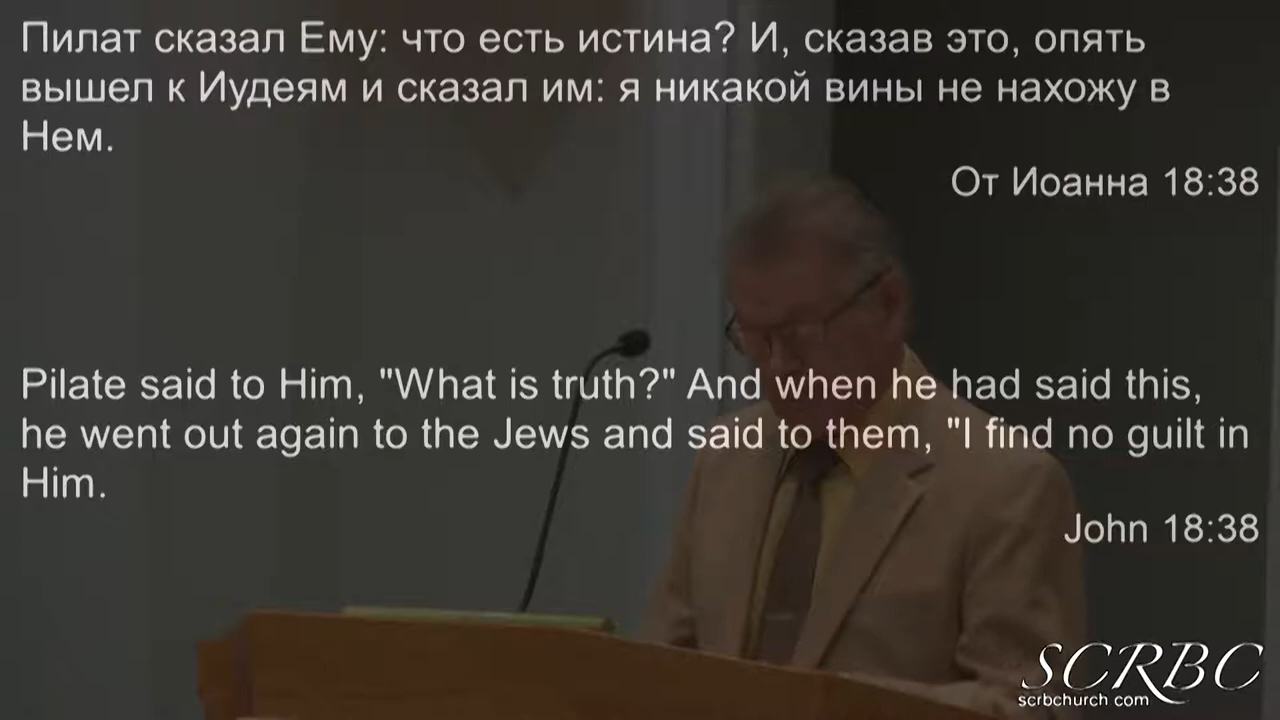 Пилат сказал Ему: что есть истина? И, сказав это, опять
вышел к Иудеям и сказал им: я никакой вины не нахожу в
Нем.
От Иоанна 18:38
Pilate said to Him, "What is truth?" And when he had said this,
he went out again to the Jews and said to them, "I find no guilt in
Him.
John 18:38
SCRBC
scrbchurch com